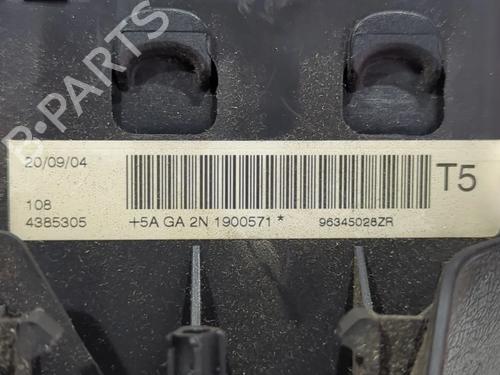 B-PARTS
20/09/04
T5
108
4385305
+5A GA 2N 1900571 *
96345028ZR